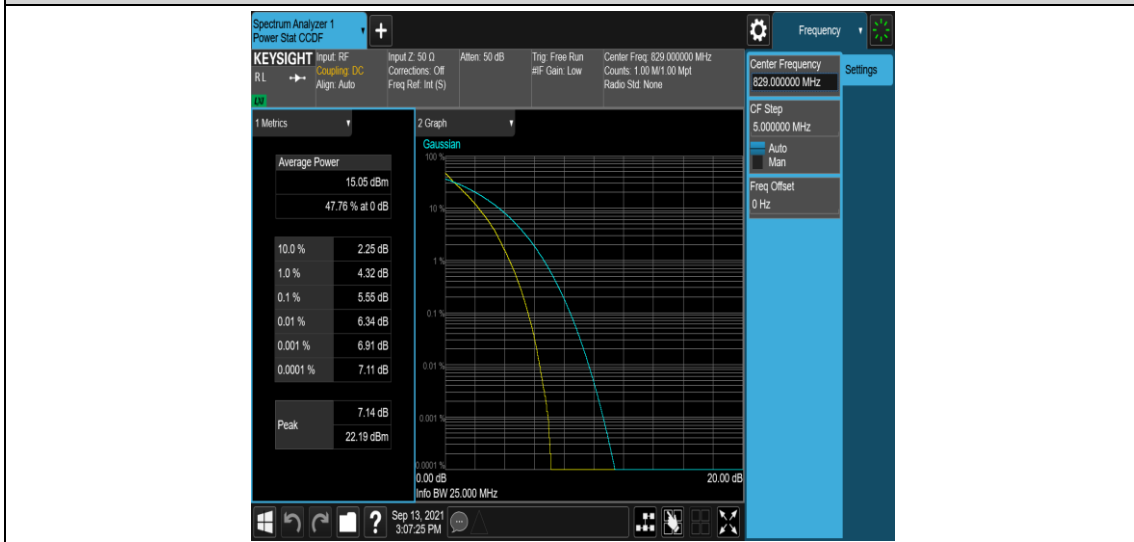 Spectrum Analyzer 1
Power Stat CCDF
+
Frequency
KEYSIGHT
RL
LXI
Input: RF
Coupling: DC
Align: Auto
Input Z: 50 Ω
Corrections: Off
Freq Ref: Int (S)
Atten: 50 dB
Trig: Free Run
#IF Gain: Low
Center Freq: 829.000000 MHz
Counts: 1.00 M/1.00 Mpt
Radio Std: None
Center Frequency
829.000000 MHz
Settings
CF Step
5.000000 MHz
Auto
Man
Freq Offset
0 Hz
1 Metrics
Average Power
15.05 dBm
47.76 % at 0 dB
10.0 % 2.25 dB
1.0 % 4.32 dB
0.1 % 5.55 dB
0.01 % 6.34 dB
0.001 % 6.91 dB
0.0001 % 7.11 dB
Peak
7.14 dB
22.19 dBm
2 Graph
Gaussian
100 %
10 %
1 %
0.1 %
0.01 %
0.001 %
0.0001 %
0.00 dB 20.00 dB
Info BW 25.000 MHz
?
Sep 13, 2021
3:07:25 PM